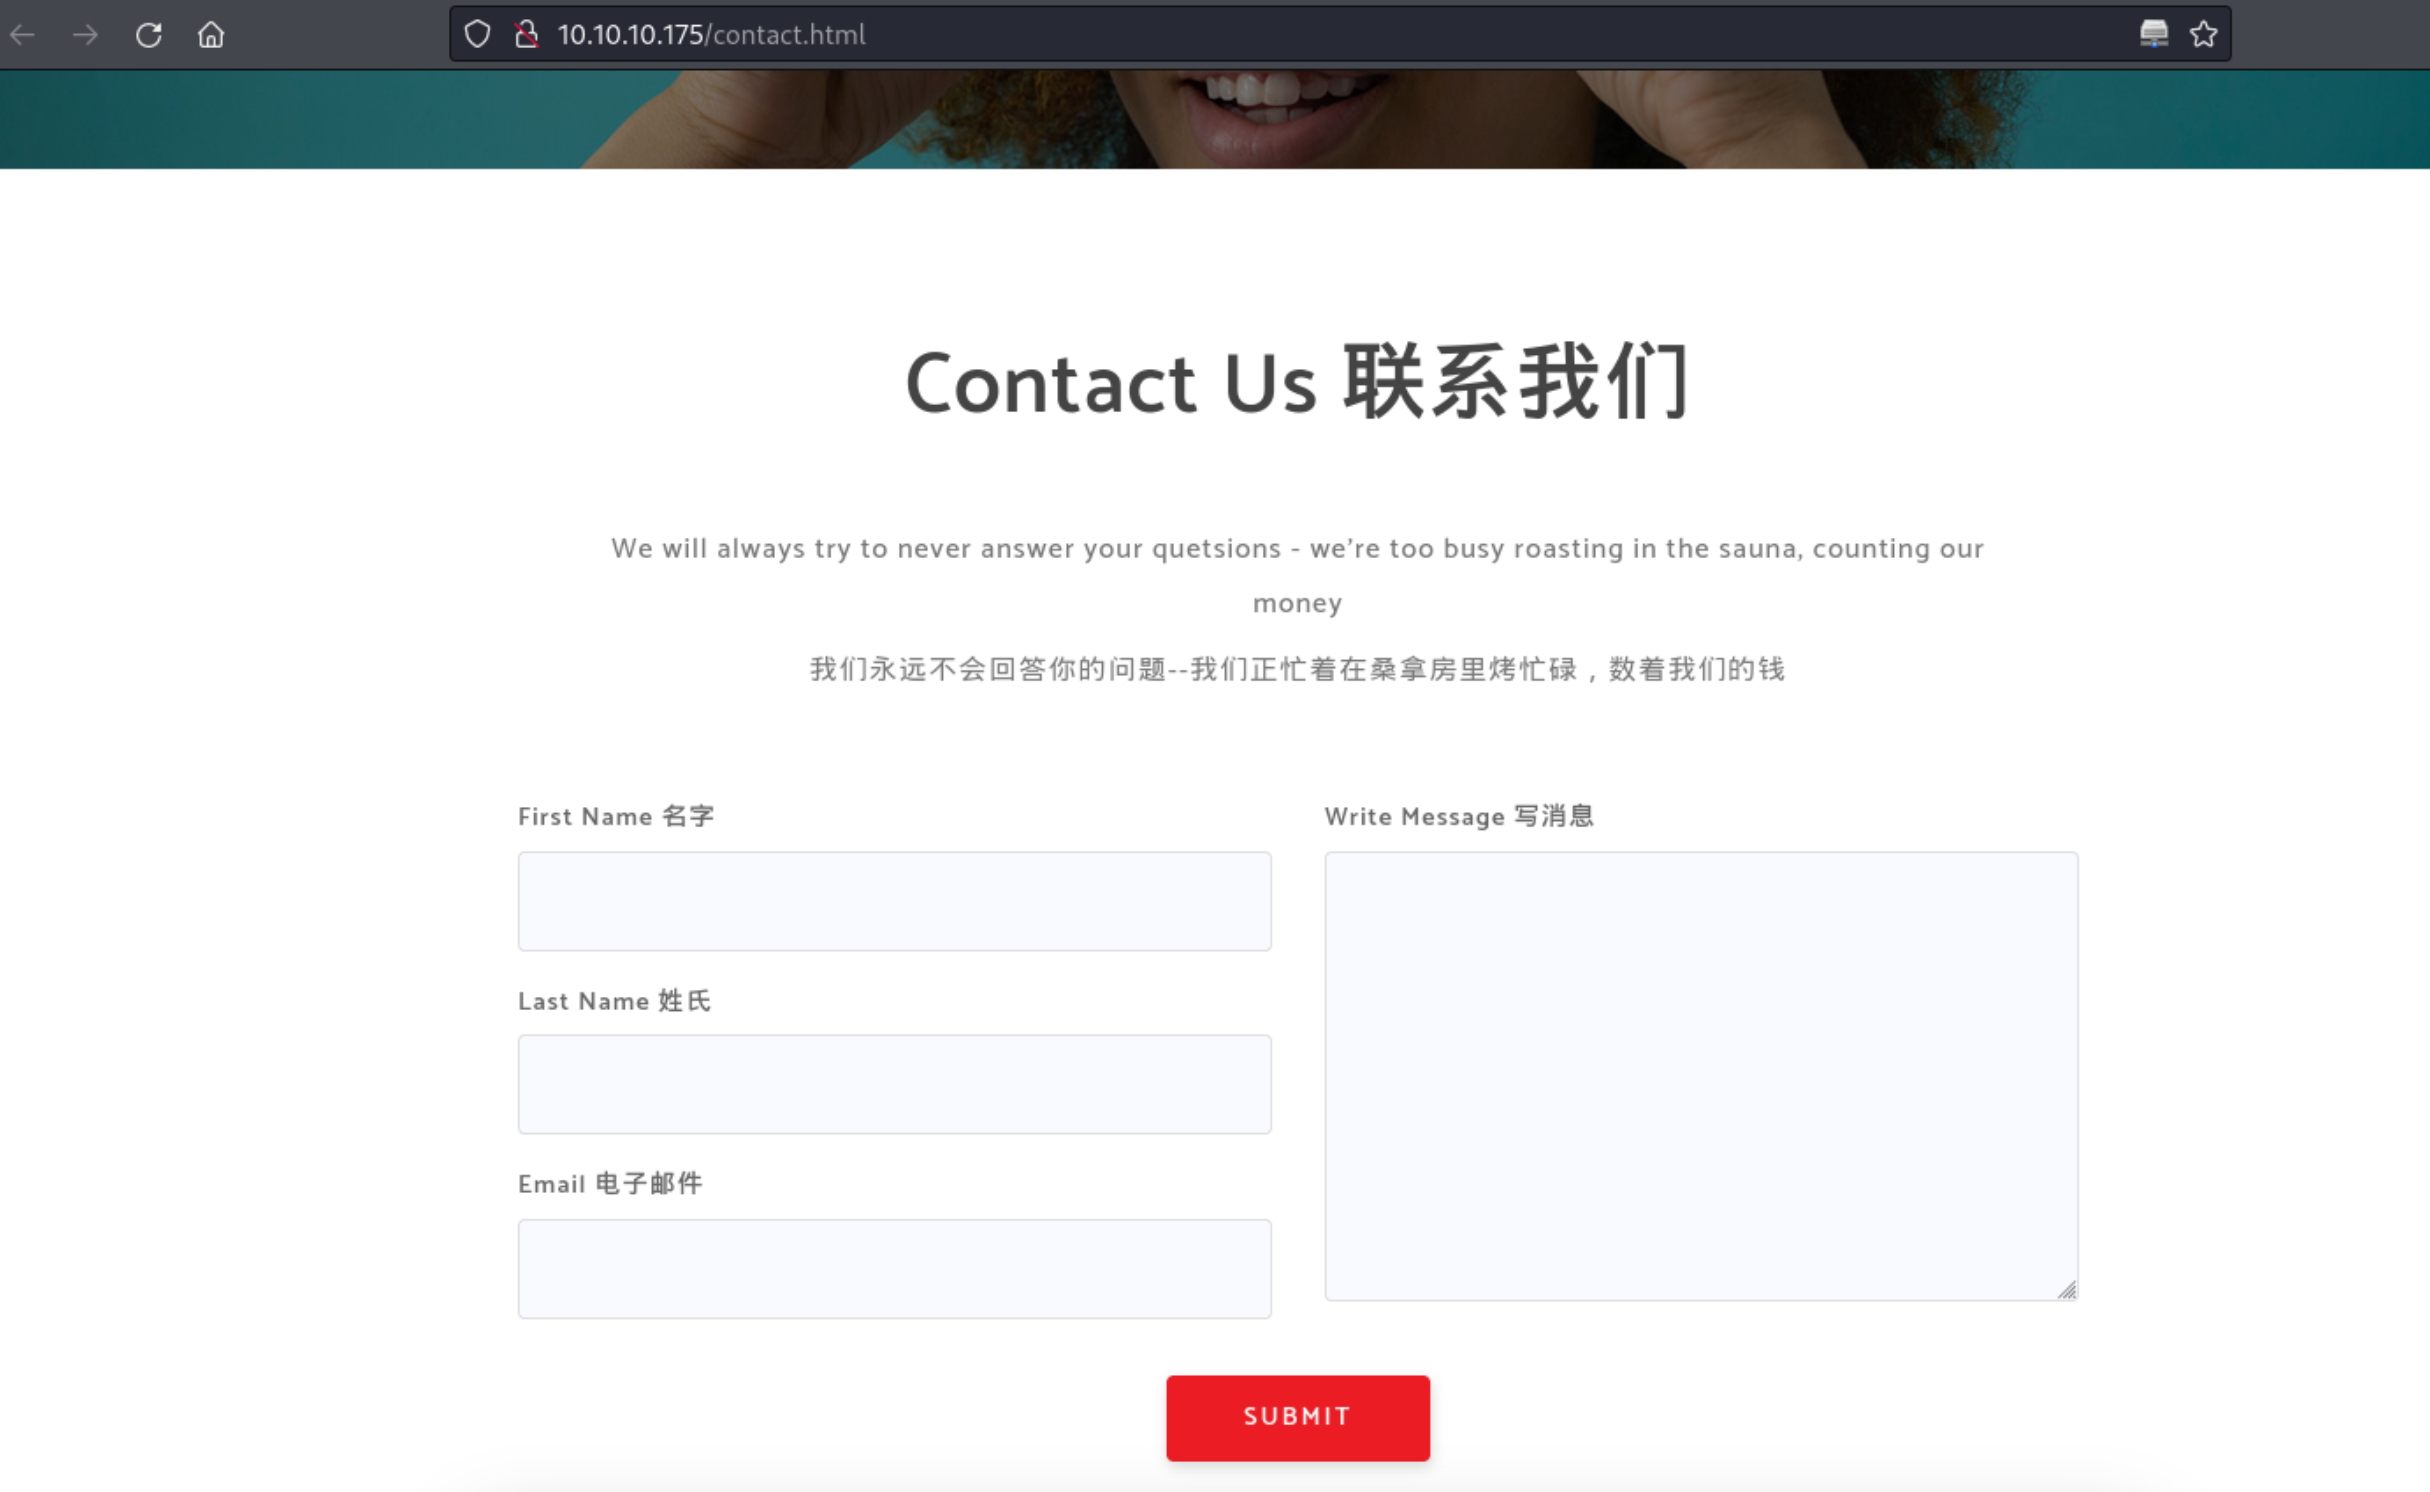 10.10.10.175/contact.html
Contact Us 联系我们
We will always try to never answer your quetsions - we're too busy roasting in the sauna, counting our
money
我们永远不会回答你的问题--我们正忙着在桑拿房里烤忙碌，数着我们的钱
First Name 名字
Write Message 写消息
Last Name 姓氏
Email 电子邮件
SUBMIT